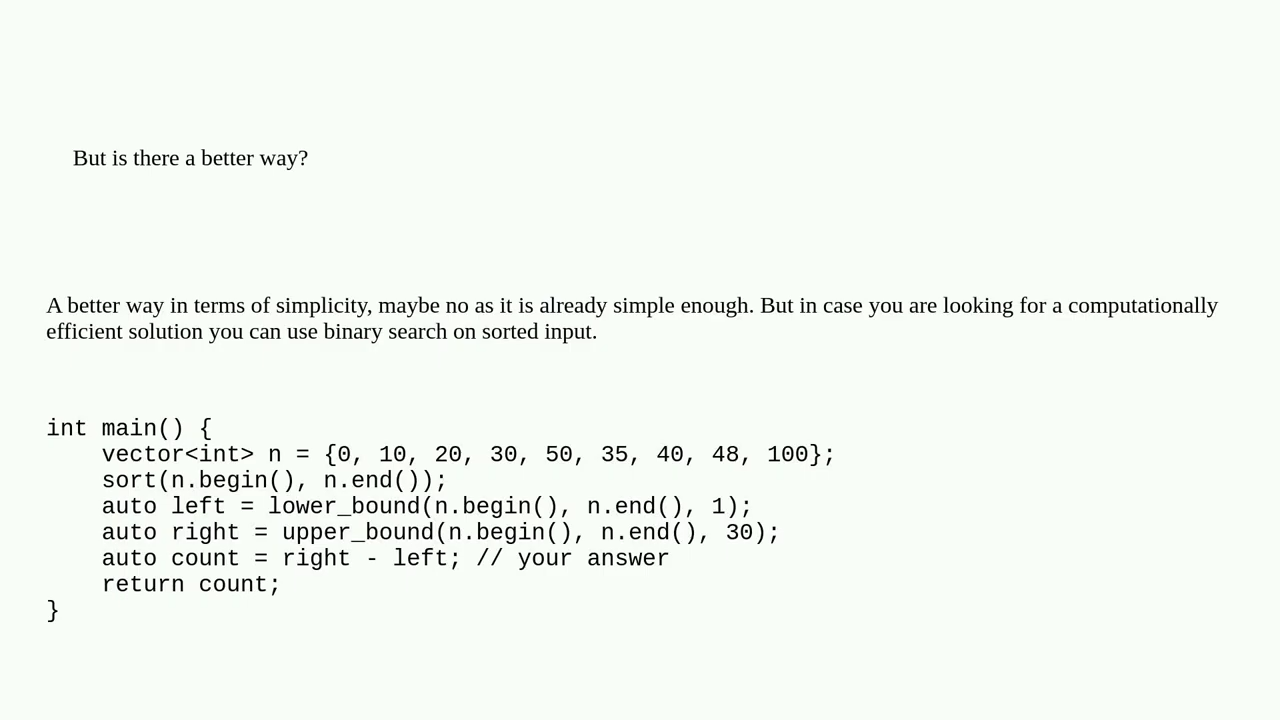 But is there a better way?
A better way in terms of simplicity, maybe no as it is already simple enough. But in case you are looking for a computationally
efficient solution you can use binary search on sorted input.
int main() {
    vector<int> n = {0, 10, 20, 30, 50, 35, 40, 48, 100};
    sort(n.begin(), n.end());
    auto left = lower_bound(n.begin(), n.end(), 1);
    auto right = upper_bound(n.begin(), n.end(), 30);
    auto count = right - left; // your answer
    return count;
}